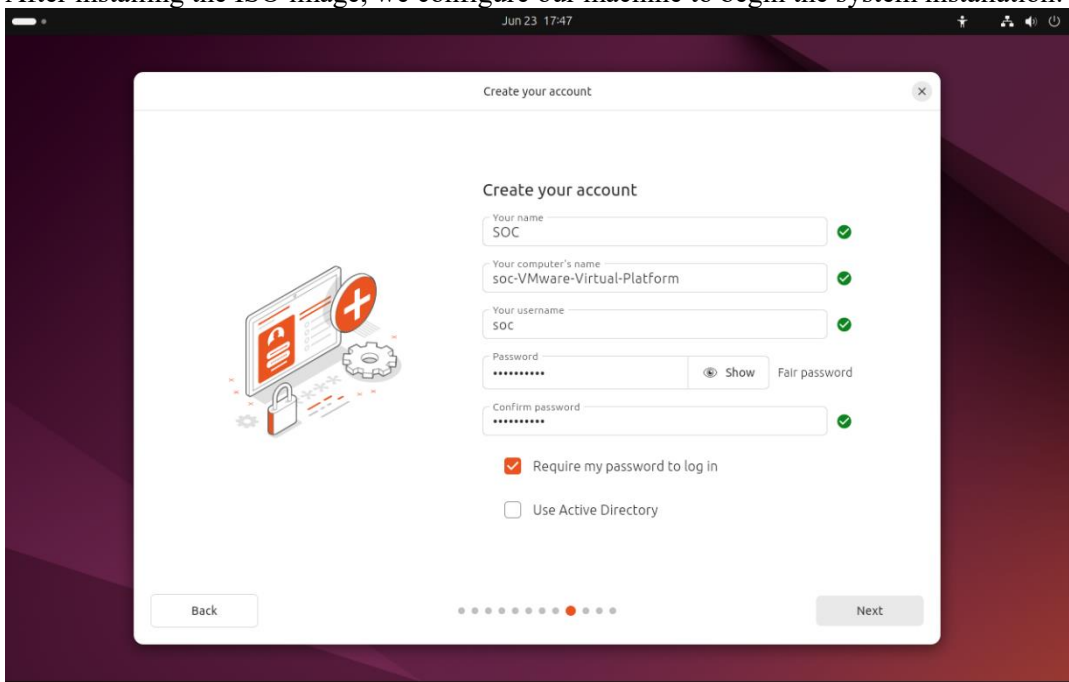 After installing the ISO image, we configure our machine to begin the system installation.
Jun 23 17:47
Create your account
Create your account
Your name
SOC
Your computer's name
soc-VMware-Virtual-Platform
Your username
soc
Password
•••••••••• Show Fair password
Confirm password
••••••••••
Require my password to log in
Use Active Directory
Back Next